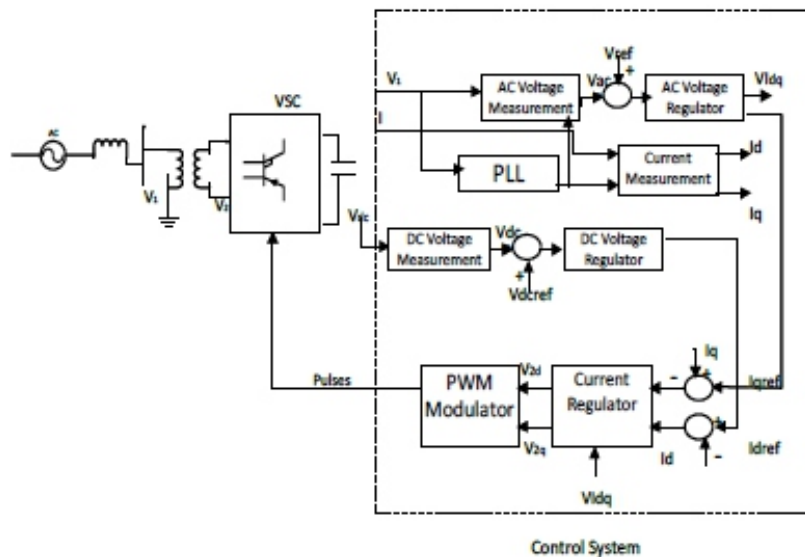 Vref
V1
AC Voltage
Measurement
Vac
+
AC Voltage
Regulator
Vldq
VSC
AC
I
PLL
Current
Measurement
Id
Iq
V1
V2
Vdc
DC Voltage
Measurement
Vdc
+
DC Voltage
Regulator
Vdcref
Iq
Pulses
PWM
Modulator
V2d
V2q
Current
Regulator
-
+
Iqref
+
Id
-
Idref
Vldq
Control System